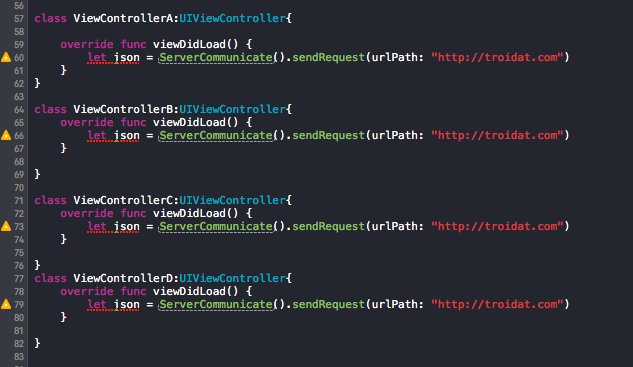 56
57 class ViewControllerA:UIViewController{
58
59 override func viewDidLoad() {
60 let json = ServerCommunicate().sendRequest(urlPath: "http://troidat.com")
61 }
62 }
63
64 class ViewControllerB:UIViewController{
65 override func viewDidLoad() {
66 let json = ServerCommunicate().sendRequest(urlPath: "http://troidat.com")
67 }
68
69 }
70
71 class ViewControllerC:UIViewController{
72 override func viewDidLoad() {
73 let json = ServerCommunicate().sendRequest(urlPath: "http://troidat.com")
74 }
75
76 }
77 class ViewControllerD:UIViewController{
78 override func viewDidLoad() {
79 let json = ServerCommunicate().sendRequest(urlPath: "http://troidat.com")
80 }
81
82 }
83